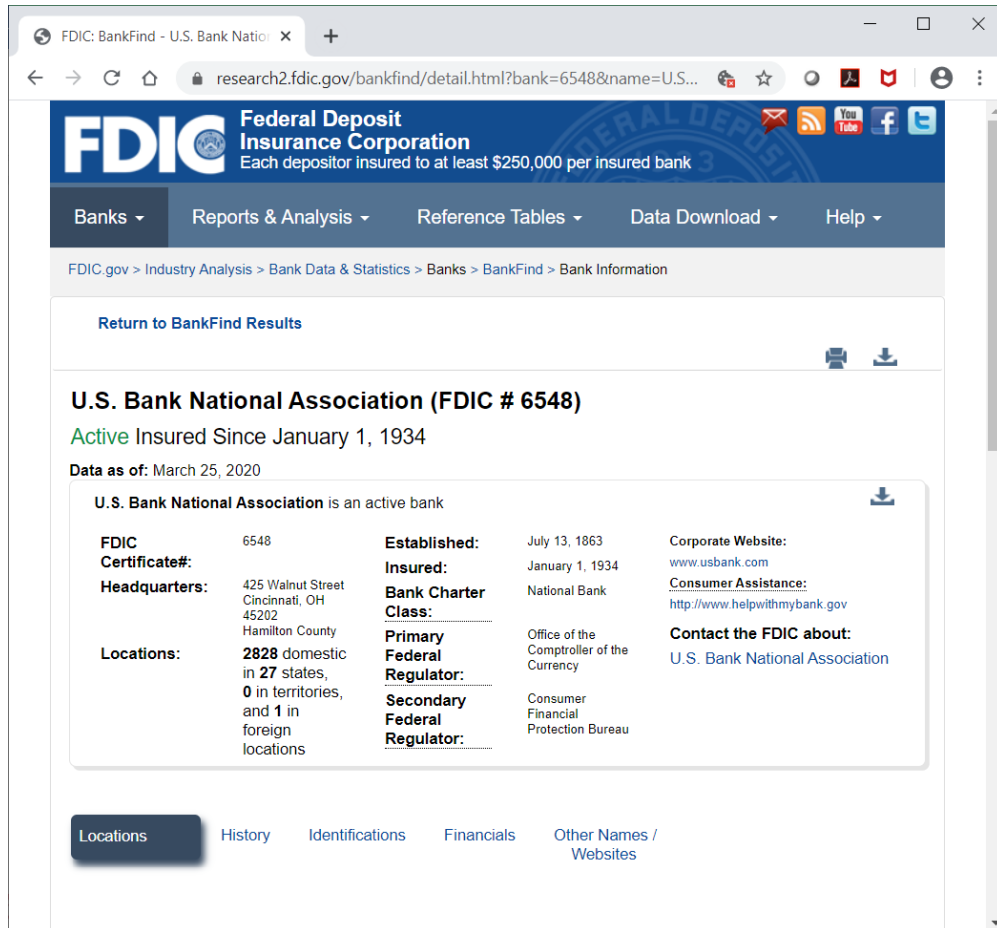 FDIC: BankFind - U.S. Bank Natio
research2.fdic.gov/bankfind/detail.html?bank=6548&name=U.S...
FDIC
Federal Deposit
Insurance Corporation
Each depositor insured to at least $250,000 per insured bank
FEDERAL DEPOSIT
1933
You
Tube
Banks
Reports & Analysis
Reference Tables
Data Download
Help
FDIC.gov > Industry Analysis > Bank Data & Statistics > Banks > BankFind > Bank Information
Return to BankFind Results
U.S. Bank National Association (FDIC # 6548)
Active Insured Since January 1, 1934
Data as of: March 25, 2020
U.S. Bank National Association is an active bank
FDIC
Certificate#:
6548
Headquarters:
425 Walnut Street
Cincinnati, OH
45202
Hamilton County
Locations:
2828 domestic
in 27 states,
0 in territories,
and 1 in
foreign
locations
Established:
July 13, 1863
Insured:
January 1, 1934
Bank Charter
Class:
National Bank
Primary
Federal
Regulator:
Office of the
Comptroller of the
Currency
Secondary
Federal
Regulator:
Consumer
Financial
Protection Bureau
Corporate Website:
www.usbank.com
Consumer Assistance:
http://www.helpwithmybank.gov
Contact the FDIC about:
U.S. Bank National Association
Locations
History
Identifications
Financials
Other Names /
Websites